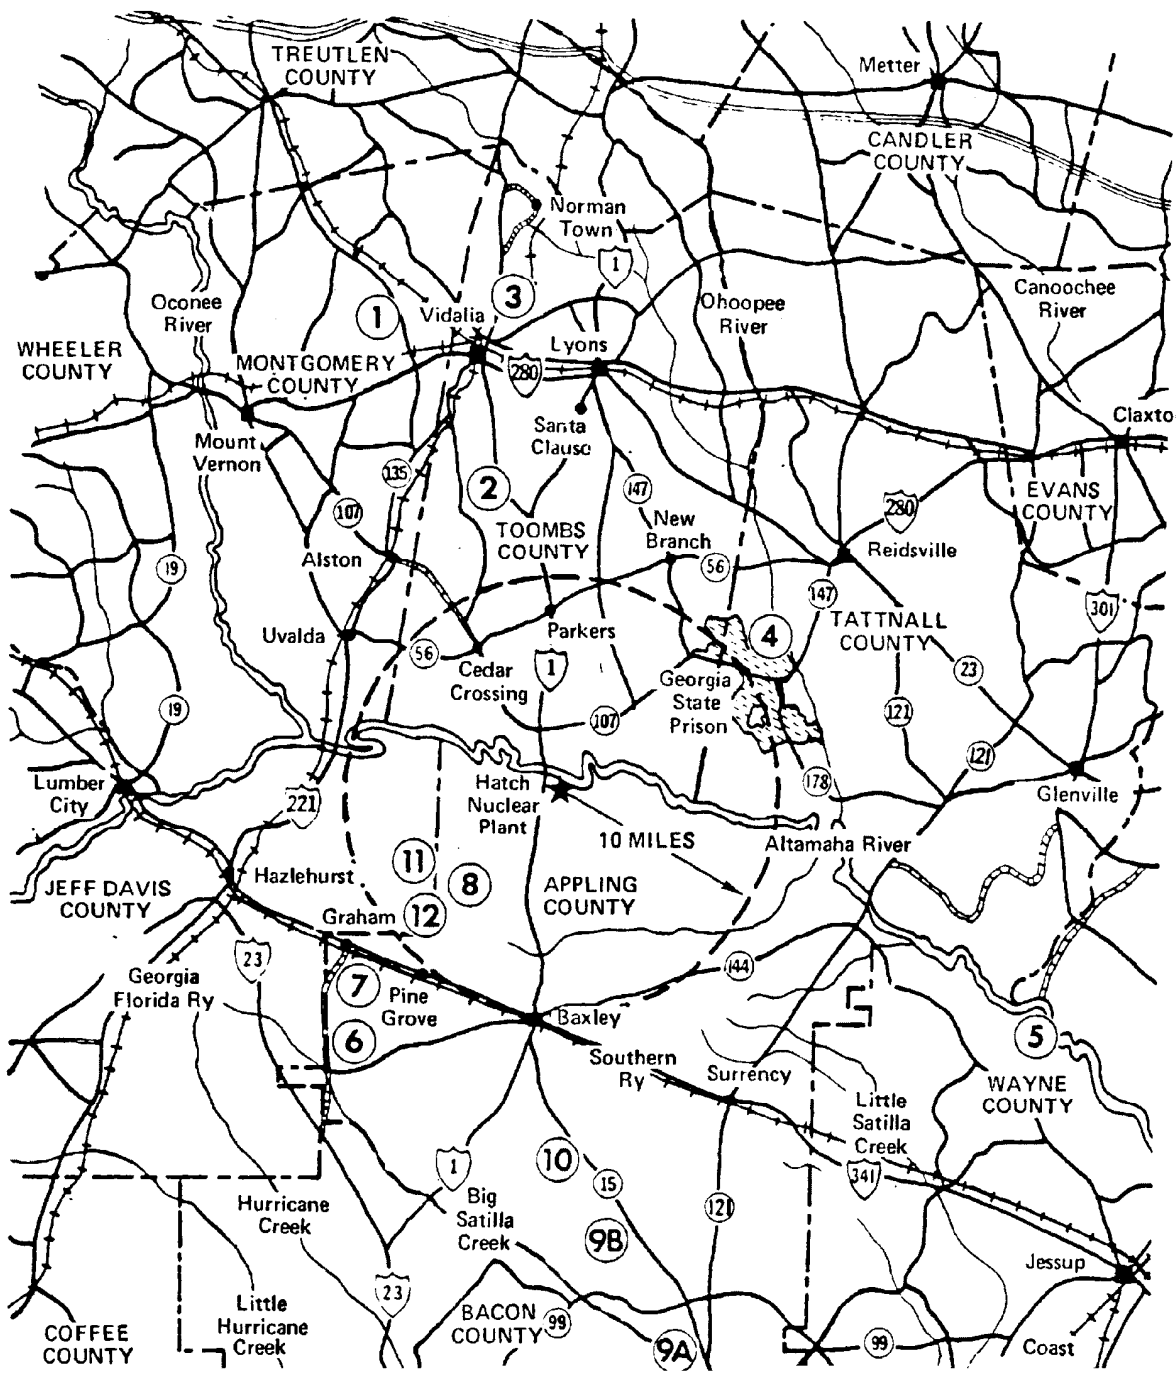 TREUTLEN
COUNTY
Metter
CANDLER
COUNTY
Norman
Town
1
Canoochee
River
Oconee
River
1
Vidalia
3
Ohoopee
River
Lyons
WHEELER
COUNTY
MONTGOMERY
COUNTY
280
Santa
Clause
Claxto
Mount
Vernon
135
2
147
EVANS
COUNTY
280
107
TOOMBS
COUNTY
New
Branch
Reidsville
Alston
19
56
147
301
Uvalda
Parkers
4
TATTNALL
COUNTY
56
Cedar
Crossing
1
Georgia
State
Prison
23
19
107
121
121
Lumber
City
221
Hatch
Nuclear
Plant
178
Glenville
10 MILES
Altamaha River
Hazlehurst
11
8
APPLING
COUNTY
JEFF DAVIS
COUNTY
Graham
12
23
144
Georgia
Florida Ry
7
Pine
Grove
Baxley
6
5
Southern
Ry
Surrency
WAYNE
COUNTY
Little
Satilla
Creek
1
10
15
341
Hurricane
Creek
Big
Satilla
Creek
121
9B
Jessup
23
Little
Hurricane
Creek
BACON
COUNTY
99
COFFEE
COUNTY
9A
99
Coast